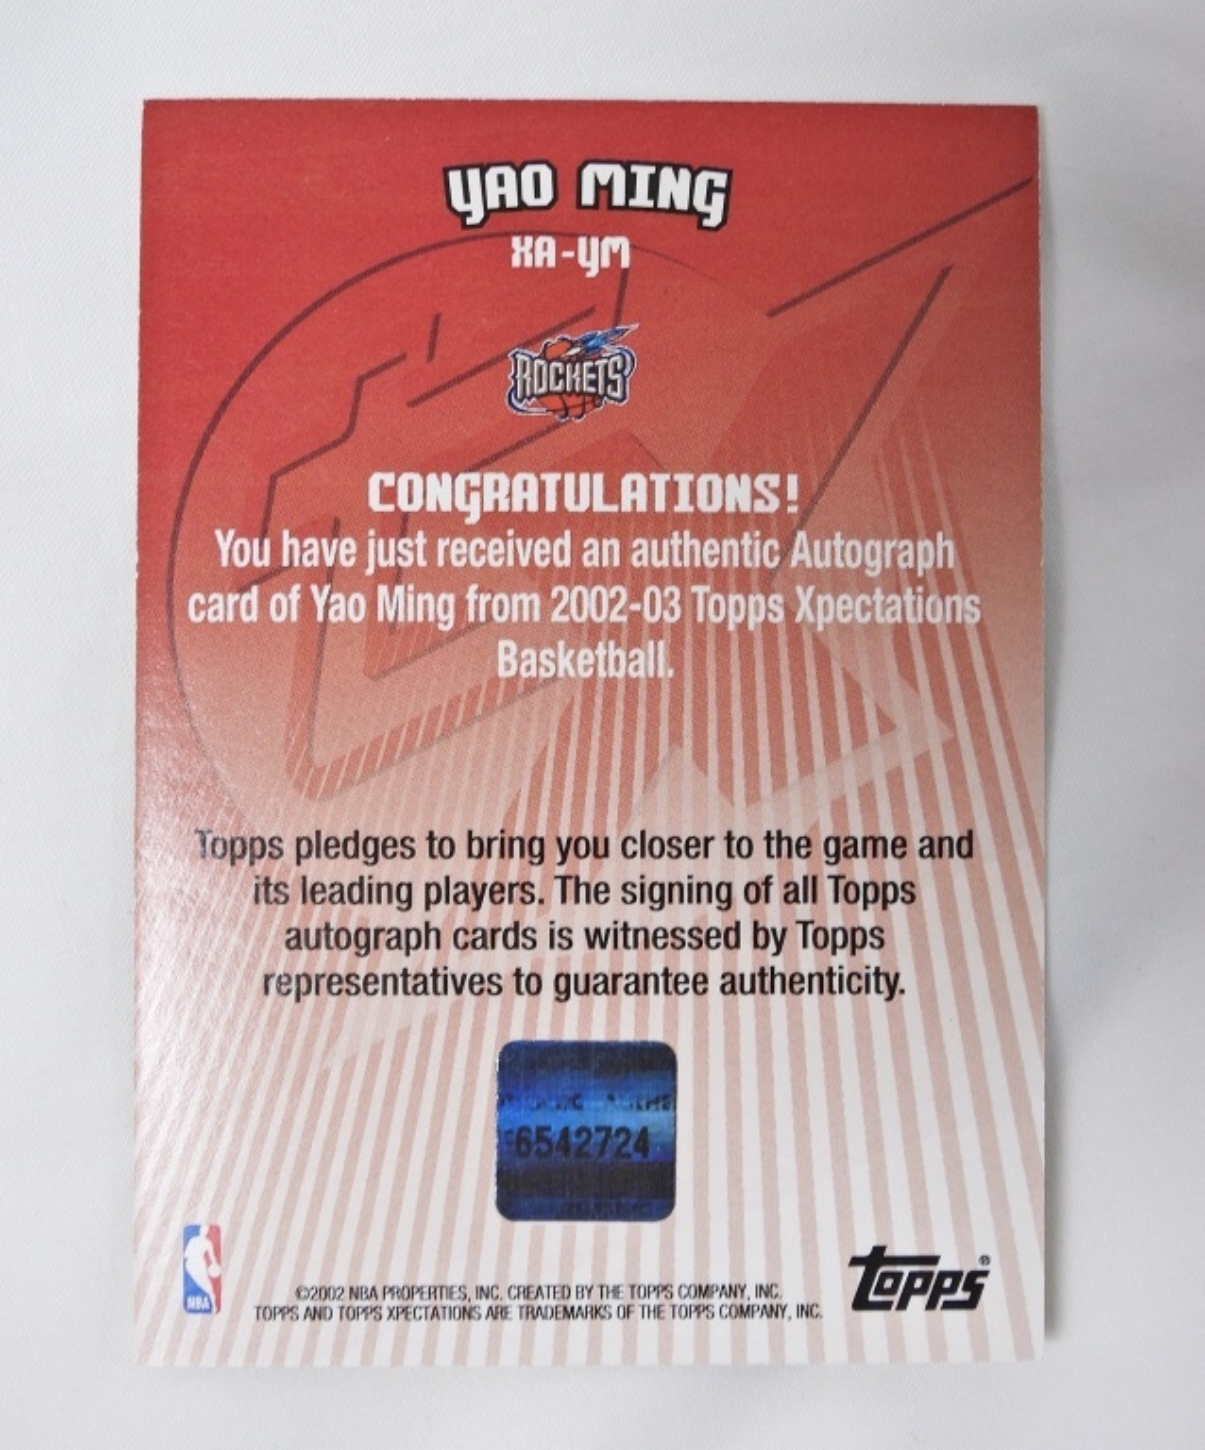 YAO MING
XA-YM
ROCKETS
CONGRATULATIONS!
You have just received an authentic Autograph
card of Yao Ming from 2002-03 Topps Xpectations
Basketball.
Topps pledges to bring you closer to the game and
its leading players. The signing of all Topps
autograph cards is witnessed by Topps
representatives to guarantee authenticity.
6542724
NBA
©2002 NBA PROPERTIES, INC. CREATED BY THE TOPPS COMPANY, INC.
TOPPS AND TOPPS XPECTATIONS ARE TRADEMARKS OF THE TOPPS COMPANY, INC.
topps®